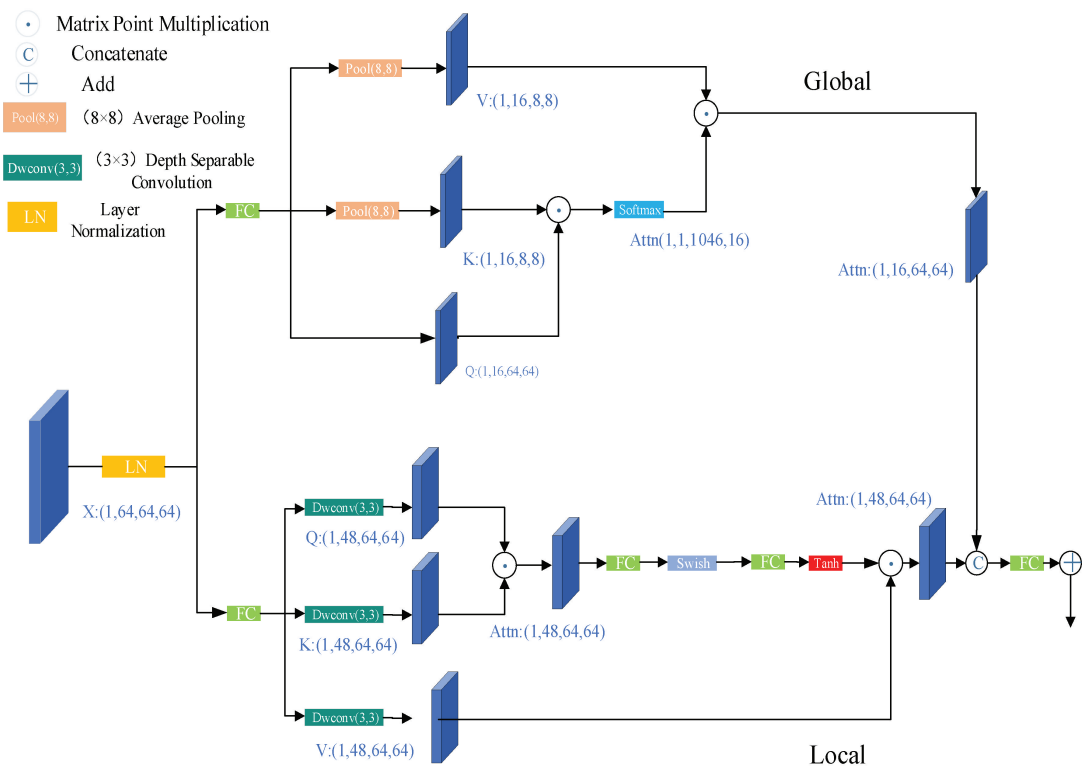 Matrix Point Multiplication
C Concatenate
Add
Pool(8,8) (8×8) Average Pooling
Dwconv(3,3) (3×3) Depth Separable
Convolution
LN Layer
Normalization
Global
Pool(8,8)
V:(1,16,8,8)
FC
Pool(8,8)
K:(1,16,8,8)
Softmax
Attn(1,1,1046,16)
Attn:(1,16,64,64)
Q:(1,16,64,64)
LN
X:(1,64,64,64)
Dwconv(3,3)
Q:(1,48,64,64)
Attn:(1,48,64,64)
FC
Dwconv(3,3)
K:(1,48,64,64)
Attn:(1,48,64,64)
FC
Swish
FC
Tanh
C
FC
Dwconv(3,3)
V:(1,48,64,64)
Local